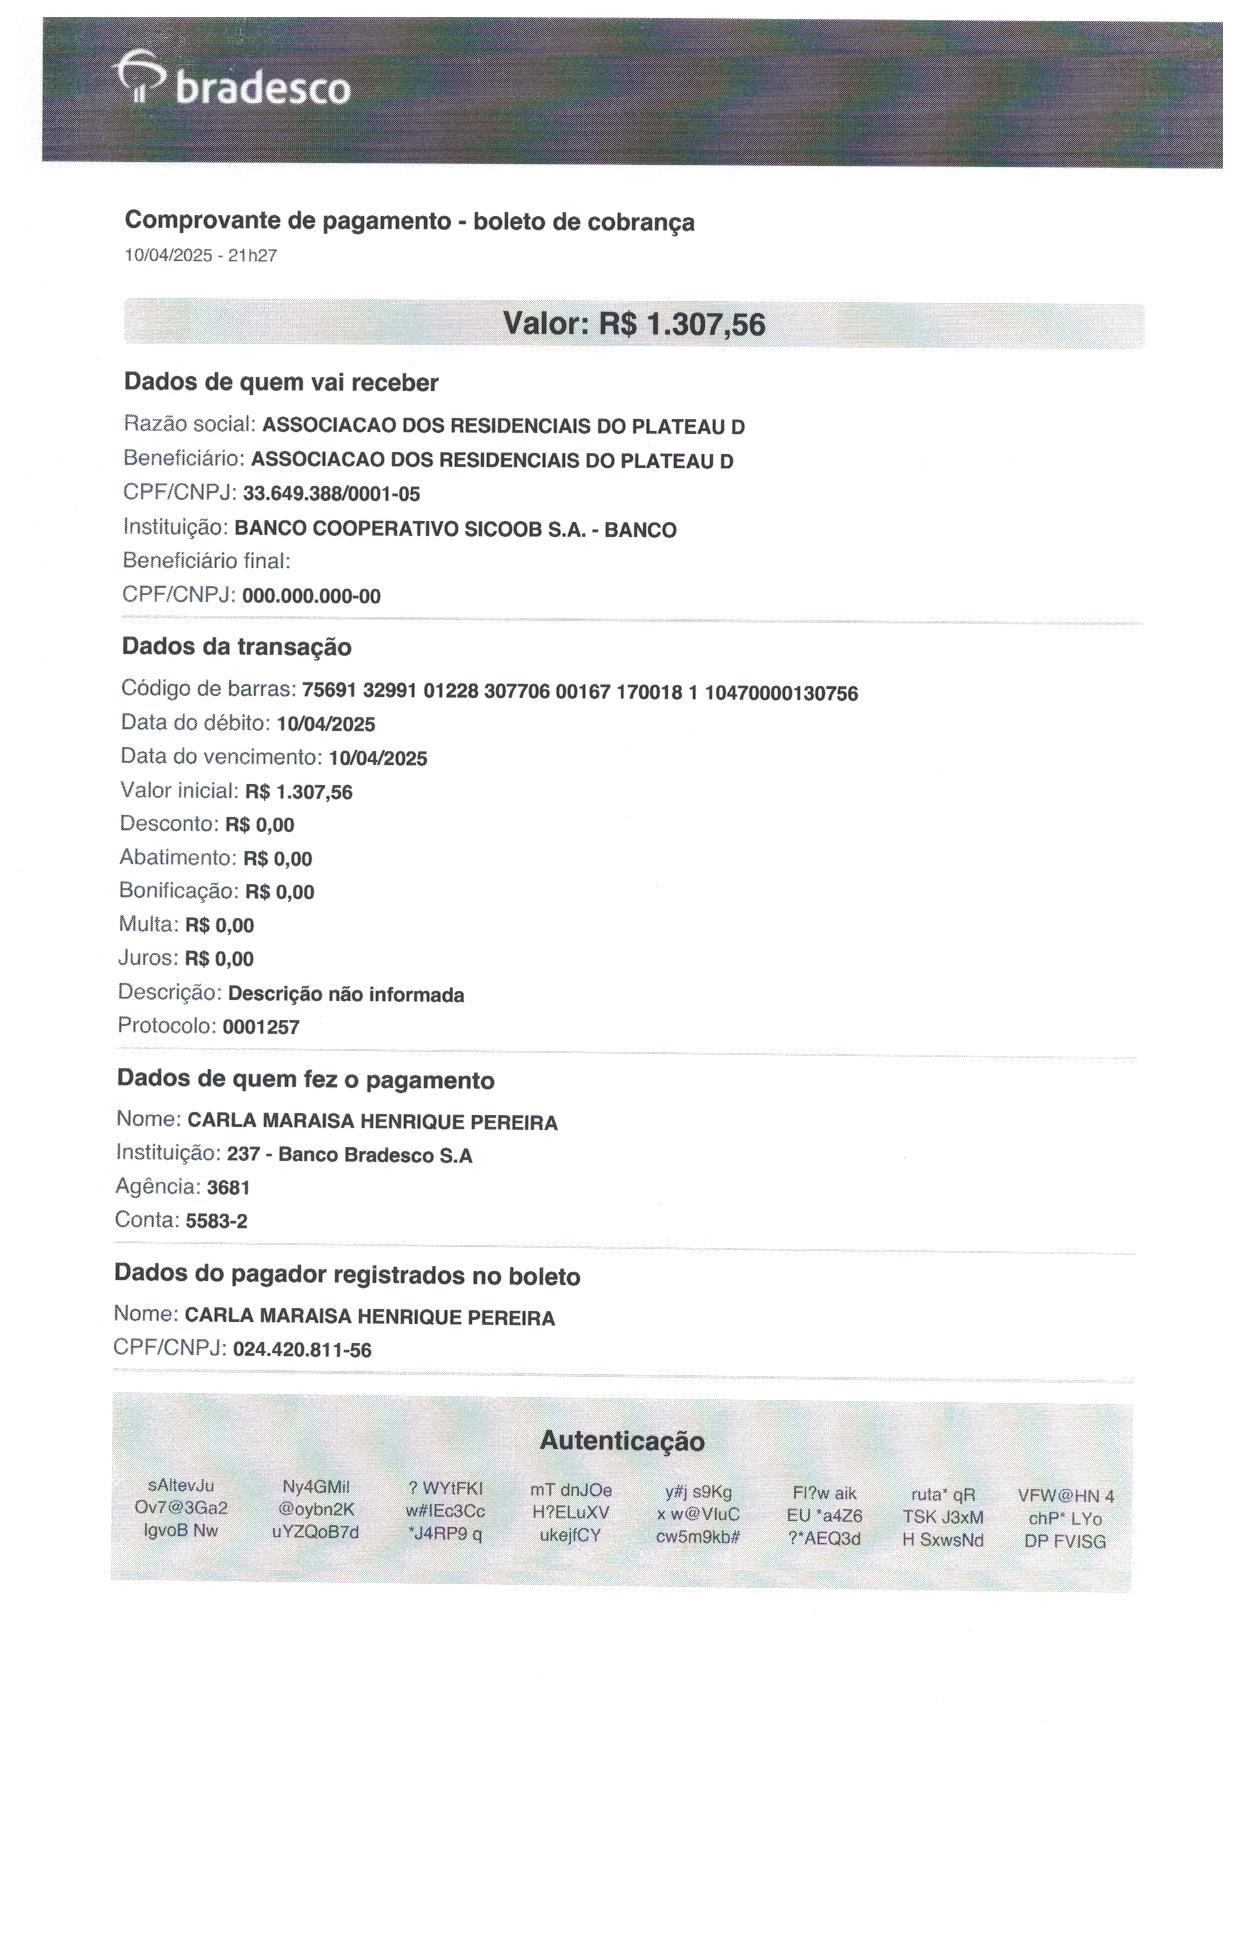 bradesco
Comprovante de pagamento - boleto de cobrança
10/04/2025 - 21h27
Valor: R$ 1.307,56
Dados de quem vai receber
Razão social: ASSOCIACAO DOS RESIDENCIAIS DO PLATEAU D
Beneficiário: ASSOCIACAO DOS RESIDENCIAIS DO PLATEAU D
CPF/CNPJ: 33.649.388/0001-05
Instituição: BANCO COOPERATIVO SICOOB S.A. - BANCO
Beneficiário final:
CPF/CNPJ: 000.000.000-00
Dados da transação
Código de barras: 75691 32991 01228 307706 00167 170018 1 10470000130756
Data do débito: 10/04/2025
Data do vencimento: 10/04/2025
Valor inicial: R$ 1.307,56
Desconto: R$ 0,00
Abatimento: R$ 0,00
Bonificação: R$ 0,00
Multa: R$ 0,00
Juros: R$ 0,00
Descrição: Descrição não informada
Protocolo: 0001257
Dados de quem fez o pagamento
Nome: CARLA MARAISA HENRIQUE PEREIRA
Instituição: 237 - Banco Bradesco S.A
Agência: 3681
Conta: 5583-2
Dados do pagador registrados no boleto
Nome: CARLA MARAISA HENRIQUE PEREIRA
CPF/CNPJ: 024.420.811-56
Autenticação
sAltevJu Ny4GMil ? WYtFKI mT dnJOe y#j s9Kg Fl?w aik ruta* qR VFW@HN 4
Ov7@3Ga2 @oybn2K w#lEc3Cc H?ELuXV x w@VluC EU *a4Z6 TSK J3xM chP* LYo
lgvoB Nw uYZQoB7d *J4RP9 q ukejfCY cw5m9kb# ?*AEQ3d H SxwsNd DP FVISG